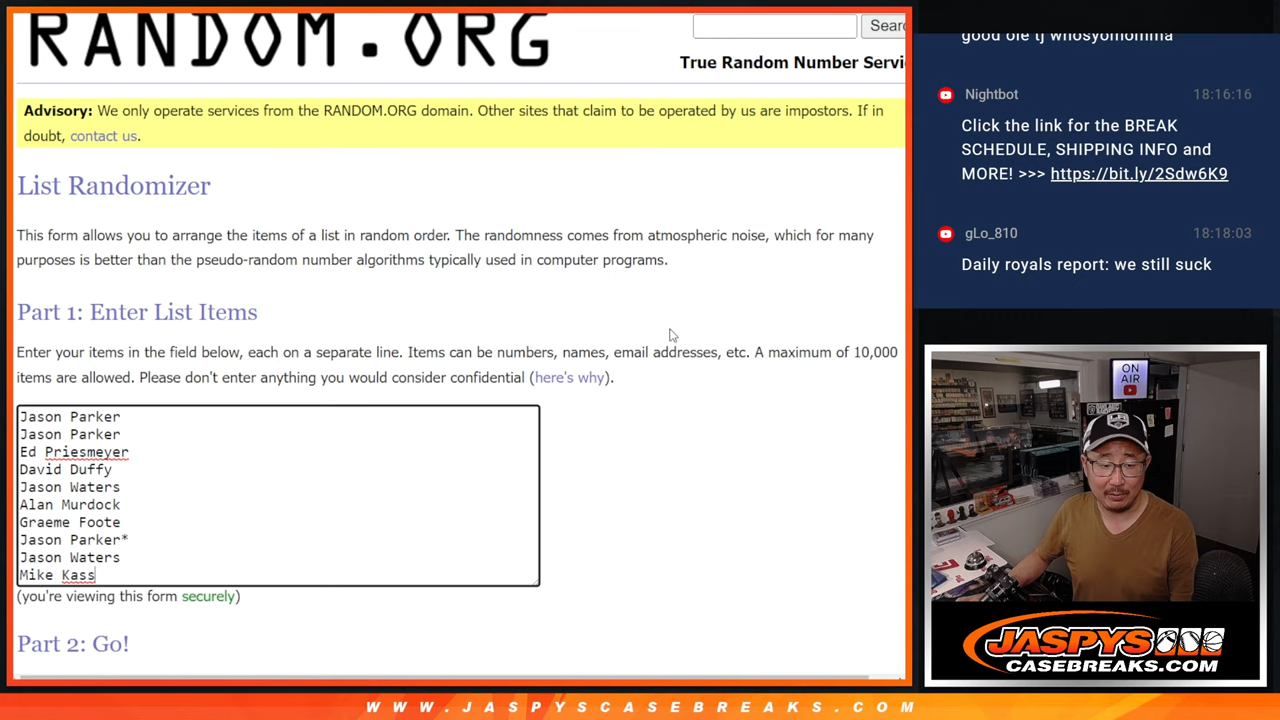 RANDOM.ORG
Sear
True Random Number Servi
Advisory: We only operate services from the RANDOM.ORG domain. Other sites that claim to be operated by us are impostors. If in
doubt, contact us.
List Randomizer
This form allows you to arrange the items of a list in random order. The randomness comes from atmospheric noise, which for many
purposes is better than the pseudo-random number algorithms typically used in computer programs.
Part 1: Enter List Items
Enter your items in the field below, each on a separate line. Items can be numbers, names, email addresses, etc. A maximum of 10,000
items are allowed. Please don't enter anything you would consider confidential (here's why).
Jason Parker
Jason Parker
Ed Priesmeyer
David Duffy
Jason Waters
Alan Murdock
Graeme Foote
Jason Parker*
Jason Waters
Mike Kass
(you're viewing this form securely)
Part 2: Go!
good ole tj whosyomomma
Nightbot 18:16:16
Click the link for the BREAK
SCHEDULE, SHIPPING INFO and
MORE! >>> https://bit.ly/2Sdw6K9
gLo_810 18:18:03
Daily royals report: we still suck
ON
AIR
JASPYS
CASEBREAKS.COM
WWW.JASPYSCASEBREAKS.COM